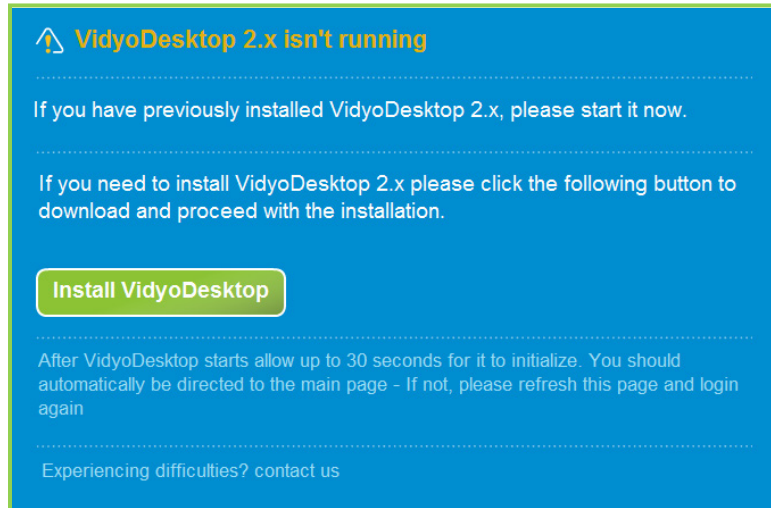 VidyoDesktop 2.x isn't running
If you have previously installed VidyoDesktop 2.x, please start it now.
If you need to install VidyoDesktop 2.x please click the following button to
download and proceed with the installation.
Install VidyoDesktop
After VidyoDesktop starts allow up to 30 seconds for it to initialize. You should
automatically be directed to the main page - If not, please refresh this page and login
again
Experiencing difficulties? contact us